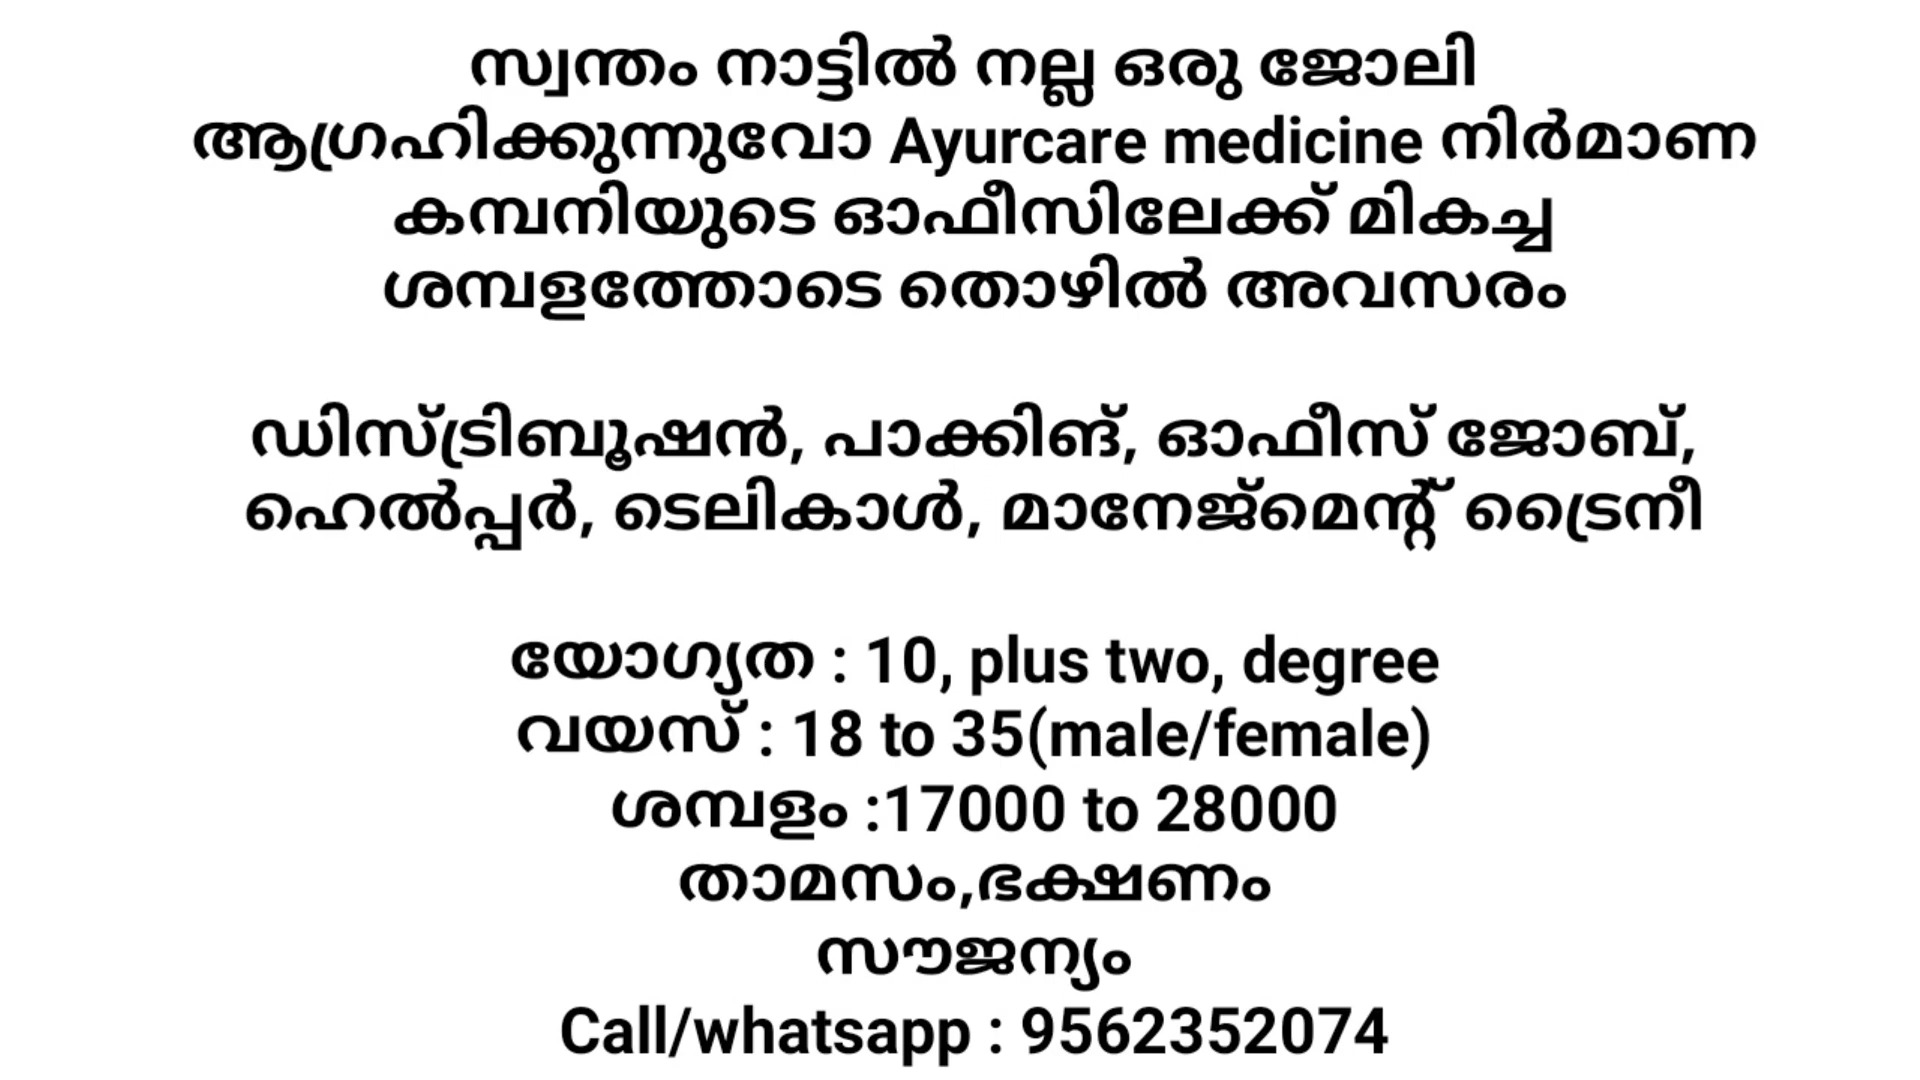 സ്വന്തം നാട്ടിൽ നല്ല ഒരു ജോലി
ആഗ്രഹിക്കുന്നുവോ Ayurcare medicine നിർമാണ
കമ്പനിയുടെ ഓഫീസിലേക്ക് മികച്ച
ശമ്പളത്തോടെ തൊഴിൽ അവസരം
ഡിസ്ട്രിബൂഷൻ, പാക്കിങ്, ഓഫീസ് ജോബ്,
ഹെൽപ്പർ, ടെലികാൾ, മാനേജ്മെന്റ് ട്രൈനീ
യോഗ്യത : 10, plus two, degree
വയസ് : 18 to 35(male/female)
ശമ്പളം :17000 to 28000
താമസം,ഭക്ഷണം
സൗജന്യം
Call/whatsapp : 9562352074